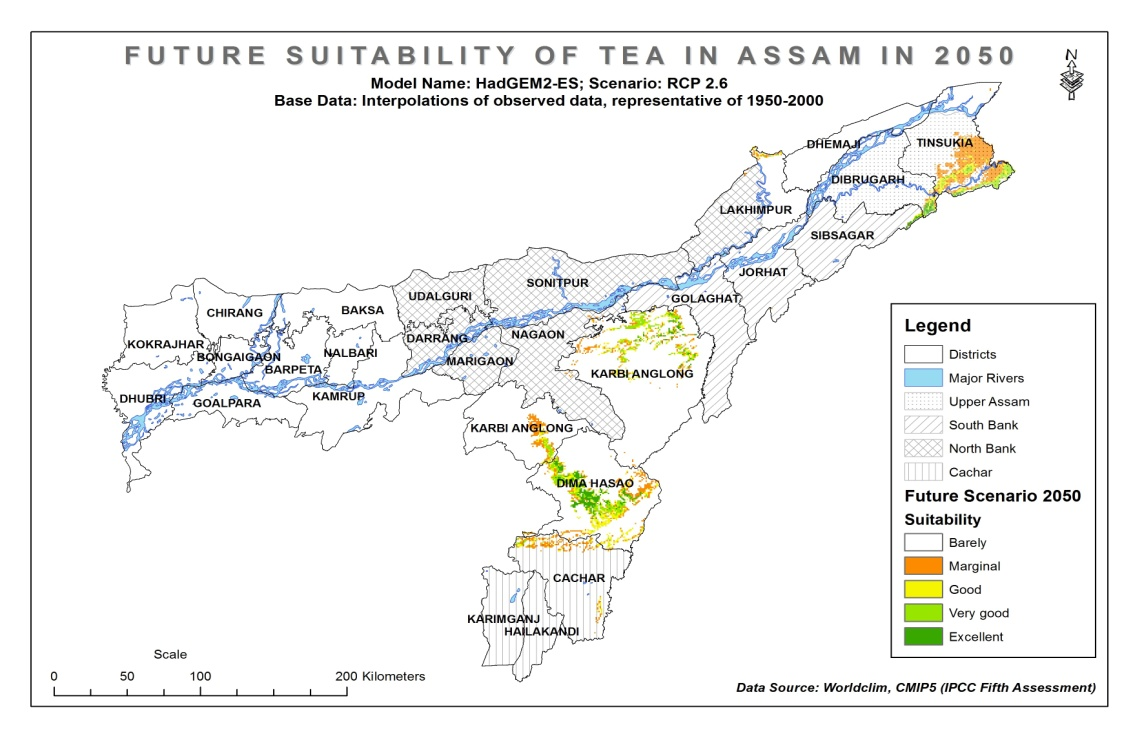 FUTURE SUITABILITY OF TEA IN ASSAM IN 2050
Model Name: HadGEM2-ES; Scenario: RCP 2.6
Base Data: Interpolations of observed data, representative of 1950-2000
N
DHEMAJI
TINSUKIA
DIBRUGARH
LAKHIMPUR
SIBSAGAR
JORHAT
SONITPUR
GOLAGHAT
UDALGURI
BAKSA
CHIRANG
DARRANG
NAGAON
KOKRAJHAR
BONGAIGAON
NALBARI
MARIGAON
BARPETA
KARBI ANGLONG
DHUBRI
GOALPARA
KAMRUP
KARBI ANGLONG
DIMA HASAO
CACHAR
KARIMGANJ
HAILAKANDI
Legend
Districts
Major Rivers
Upper Assam
South Bank
North Bank
Cachar
Future Scenario 2050
Suitability
Barely
Marginal
Good
Very good
Excellent
Scale
0 50 100 200 Kilometers
Data Source: Worldclim, CMIP5 (IPCC Fifth Assessment)